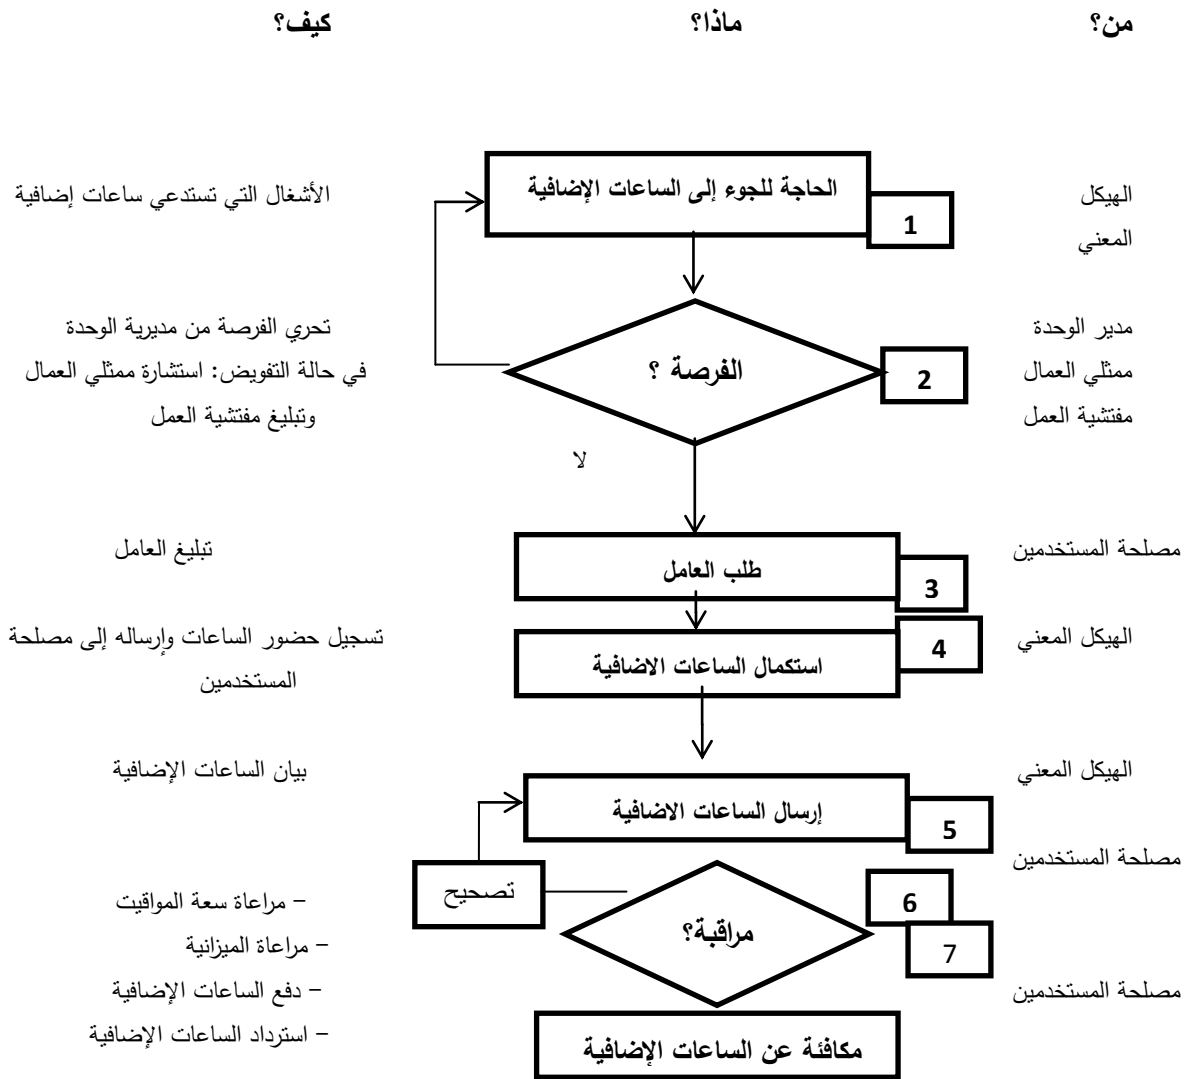 من؟ ماذا؟ كيف؟
الحاجة للجوء إلى الساعات الإضافية
الهيكل 1 الأشغال التي تستدعي ساعات إضافية
المعني
مدير الوحدة تحري الفرصة من مديرية الوحدة
ممثلي العمال 2 الفرصة ؟ في حالة التفويض: استشارة ممثلي العمال
مفتشية العمل وتبليغ مفتشية العمل
لا
مصلحة المستخدمين طلب العامل تبليغ العامل
3
الهيكل المعني 4 تسجيل حضور الساعات وإرساله إلى مصلحة
استكمال الساعات الاضافية المستخدمين
الهيكل المعني بيان الساعات الإضافية
إرسال الساعات الاضافية
5
مصلحة المستخدمين
تصحيح
6 – مراعاة سعة المواقيت
مراقبة؟
7 – مراعاة الميزانية
مصلحة المستخدمين – دفع الساعات الإضافية
مكافئة عن الساعات الإضافية – استرداد الساعات الإضافية